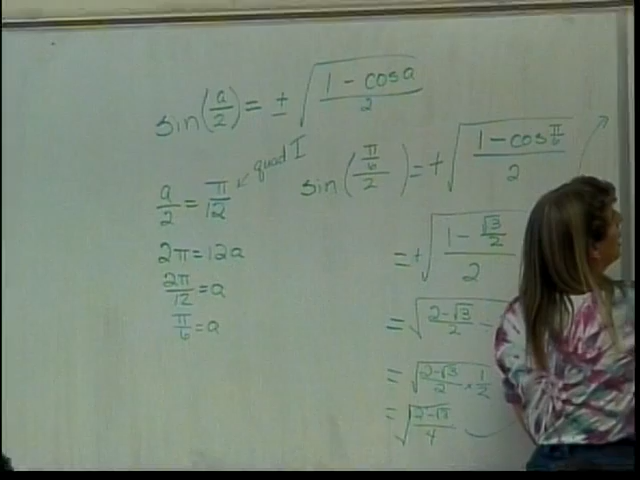 sin(a/2) = ± √((1 - cos a)/2)
a/2 = π/12 ← quad I
2π = 12a
2π/12 = a
π/6 = a
sin((π/6)/2) = + √((1 - cos π/6)/2)
= + √((1 - √3/2)/2)
= √((2-√3)/2 ÷
= √((2-√3)/2 × 1/2
= √((2-√3)/4)